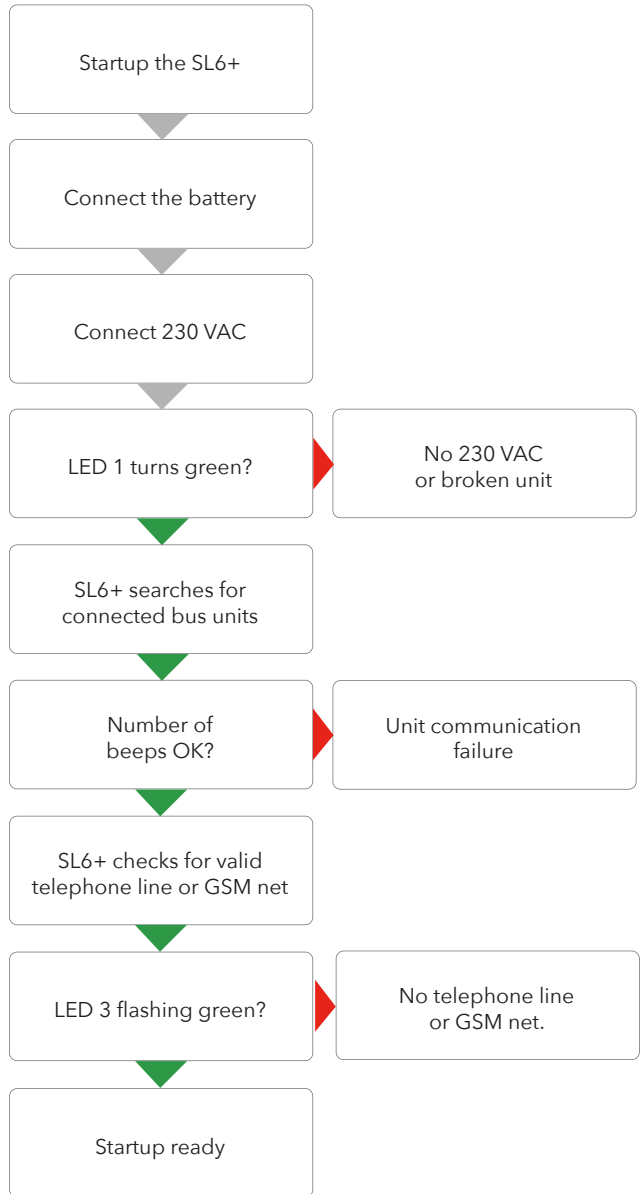 Startup the SL6+
Connect the battery
Connect 230 VAC
LED 1 turns green?
No 230 VAC
or broken unit
SL6+ searches for
connected bus units
Number of
beeps OK?
Unit communication
failure
SL6+ checks for valid
telephone line or GSM net
LED 3 flashing green?
No telephone line
or GSM net.
Startup ready